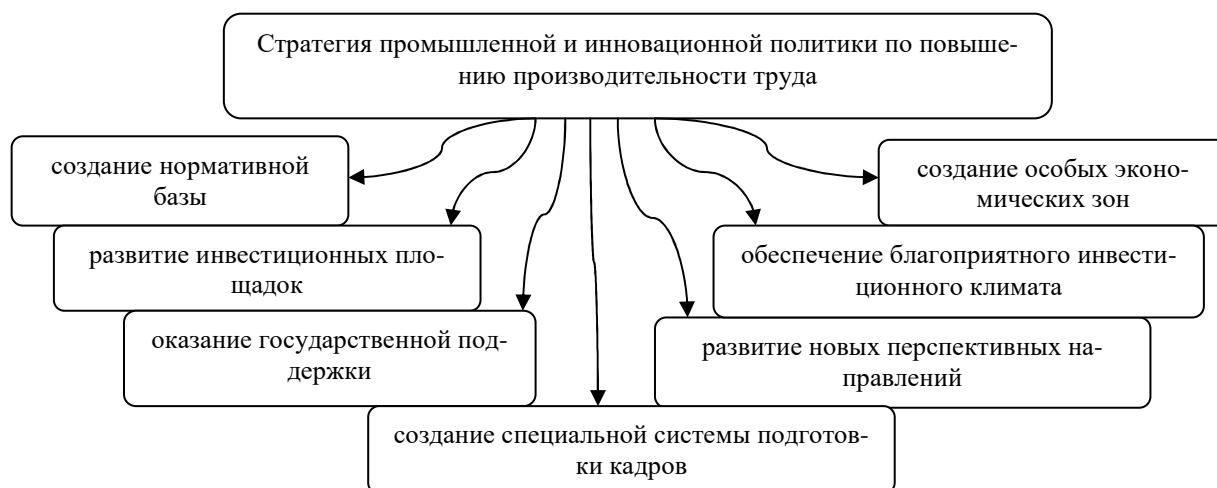 Стратегия промышленной и инновационной политики по повыше-
нию производительности труда
создание нормативной
базы
создание особых эконо-
мических зон
развитие инвестиционных пло-
щадок
обеспечение благоприятного инвести-
ционного климата
оказание государственной под-
держки
развитие новых перспективных на-
правлений
создание специальной системы подготов-
ки кадров